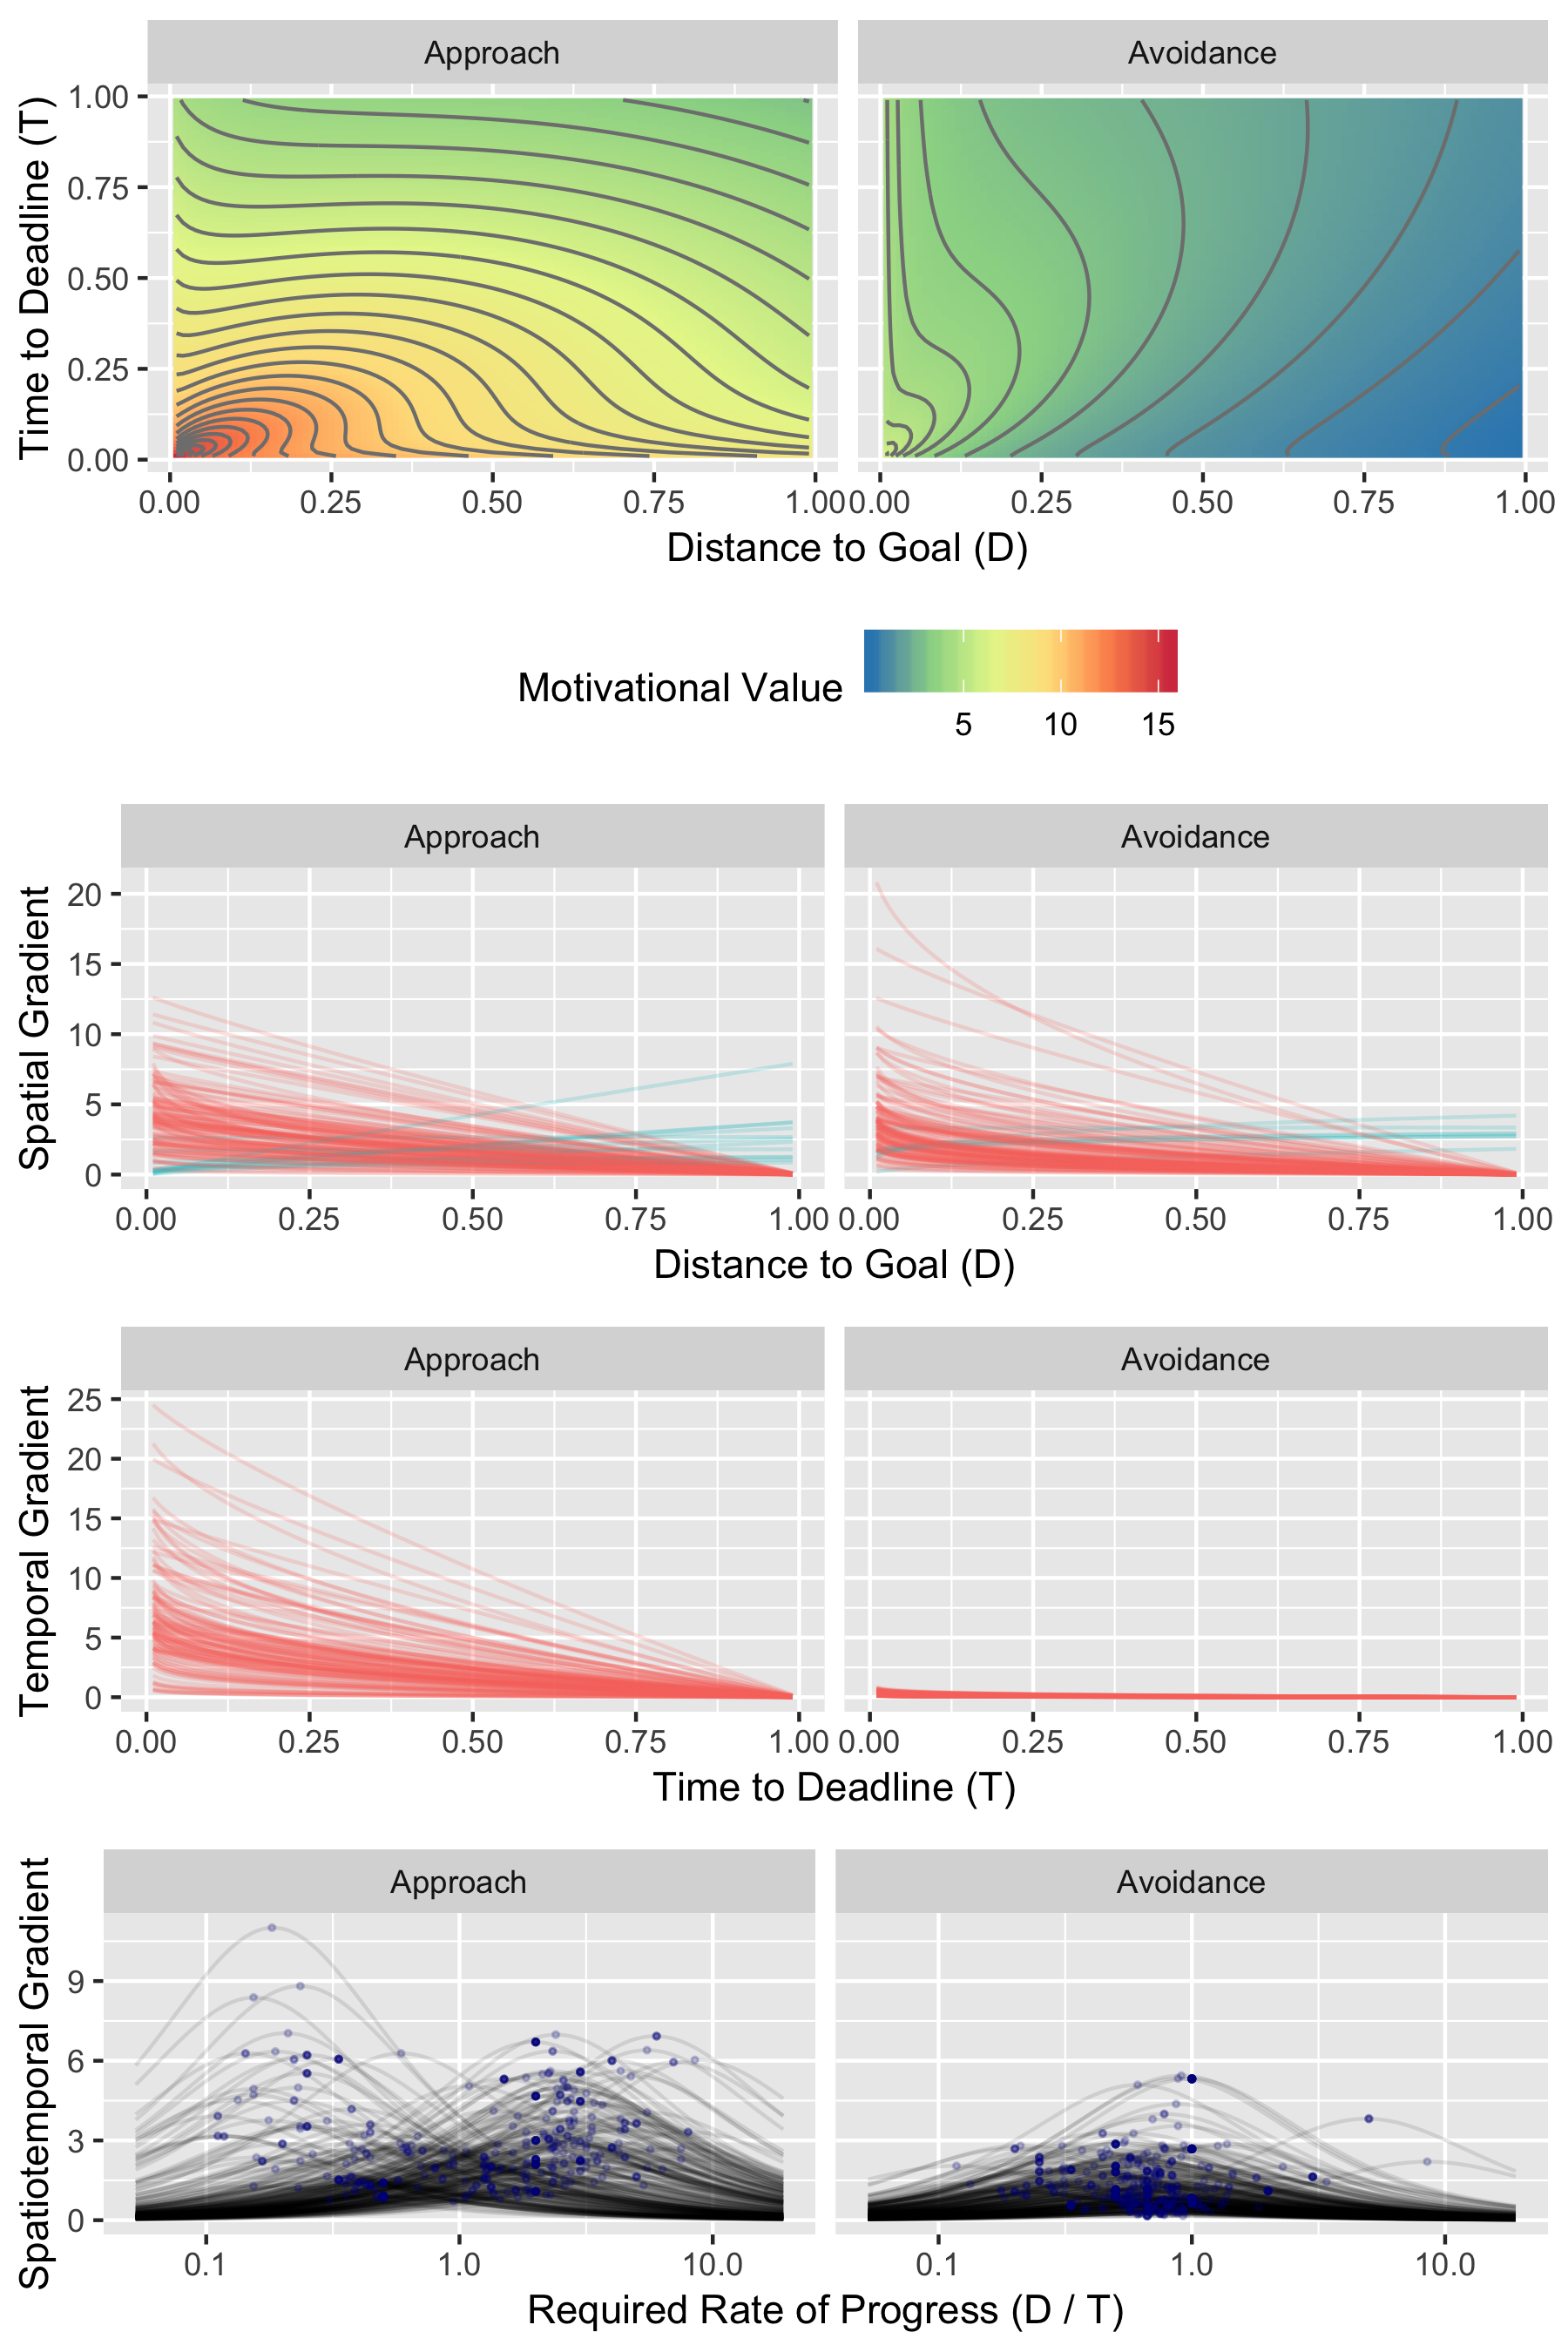 Approach Avoidance
Time to Deadline (T)
1.00
0.75
0.50
0.25
0.00
0.00 0.25 0.50 0.75 1.00 0.00 0.25 0.50 0.75 1.00
Distance to Goal (D)
Motivational Value
5 10 15
Approach Avoidance
Spatial Gradient
20
15
10
5
0
0.00 0.25 0.50 0.75 1.00 0.00 0.25 0.50 0.75 1.00
Distance to Goal (D)
Approach Avoidance
Temporal Gradient
25
20
15
10
5
0
0.00 0.25 0.50 0.75 1.00 0.00 0.25 0.50 0.75 1.00
Time to Deadline (T)
Approach Avoidance
Spatiotemporal Gradient
9
6
3
0
0.1 1.0 10.0 0.1 1.0 10.0
Required Rate of Progress (D / T)